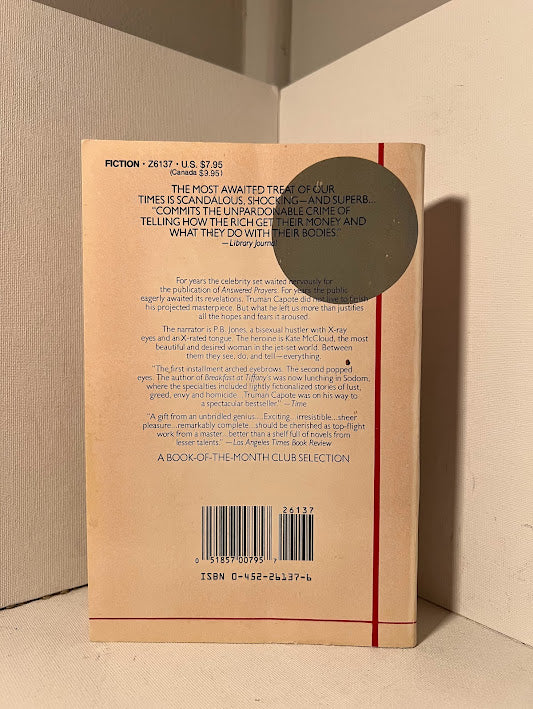 FICTION • Z6137 • U.S. $7.95
(Canada $9.95)
THE MOST AWAITED TREAT OF OUR
TIMES IS SCANDALOUS, SHOCKING—AND SUPERB...
"COMMITS THE UNPARDONABLE CRIME OF
TELLING HOW THE RICH GET THEIR MONEY AND
WHAT THEY DO WITH THEIR BODIES."
—Library Journal
For years the celebrity set waited nervously for
the publication of Answered Prayers. For years the public
eagerly awaited its revelations. Truman Capote did not live to finish
his projected masterpiece. But what he left us more than justifies
all the hopes and fears it aroused.
The narrator is P.B. Jones, a bisexual hustler with X-ray
eyes and an X-rated tongue. The heroine is Kate McCloud, the most
beautiful and desired woman in the jet-set world. Between
them they see, do, and tell—everything.
"The first installment arched eyebrows. The second popped
eyes. The author of Breakfast at Tiffany's was now lunching in Sodom,
where the specialties included lightly fictionalized stories of lust,
greed, envy and homicide...Truman Capote was on his way to
a spectacular bestseller." —Time
"A gift from an unbridled genius.... Exciting... irresistible...sheer
pleasure...remarkably complete...should be cherished as top-flight
work from a master...better than a shelf full of novels from
lesser talents." —Los Angeles Times Book Review
A BOOK-OF-THE-MONTH CLUB SELECTION
26137
0 51857 00795 7
ISBN 0-452-26137-6